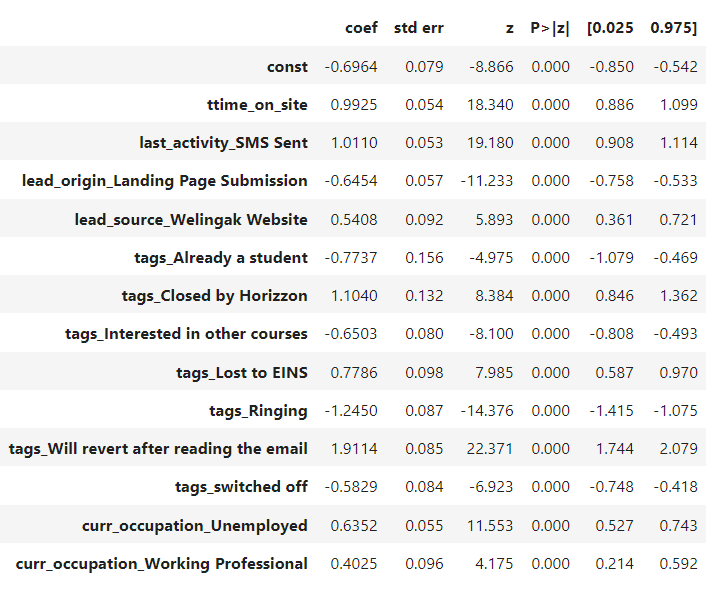 coef std err z P>|z| [0.025 0.975]
const -0.6964 0.079 -8.866 0.000 -0.850 -0.542
ttime_on_site 0.9925 0.054 18.340 0.000 0.886 1.099
last_activity_SMS Sent 1.0110 0.053 19.180 0.000 0.908 1.114
lead_origin_Landing Page Submission -0.6454 0.057 -11.233 0.000 -0.758 -0.533
lead_source_Welingak Website 0.5408 0.092 5.893 0.000 0.361 0.721
tags_Already a student -0.7737 0.156 -4.975 0.000 -1.079 -0.469
tags_Closed by Horizzon 1.1040 0.132 8.384 0.000 0.846 1.362
tags_Interested in other courses -0.6503 0.080 -8.100 0.000 -0.808 -0.493
tags_Lost to EINS 0.7786 0.098 7.985 0.000 0.587 0.970
tags_Ringing -1.2450 0.087 -14.376 0.000 -1.415 -1.075
tags_Will revert after reading the email 1.9114 0.085 22.371 0.000 1.744 2.079
tags_switched off -0.5829 0.084 -6.923 0.000 -0.748 -0.418
curr_occupation_Unemployed 0.6352 0.055 11.553 0.000 0.527 0.743
curr_occupation_Working Professional 0.4025 0.096 4.175 0.000 0.214 0.592